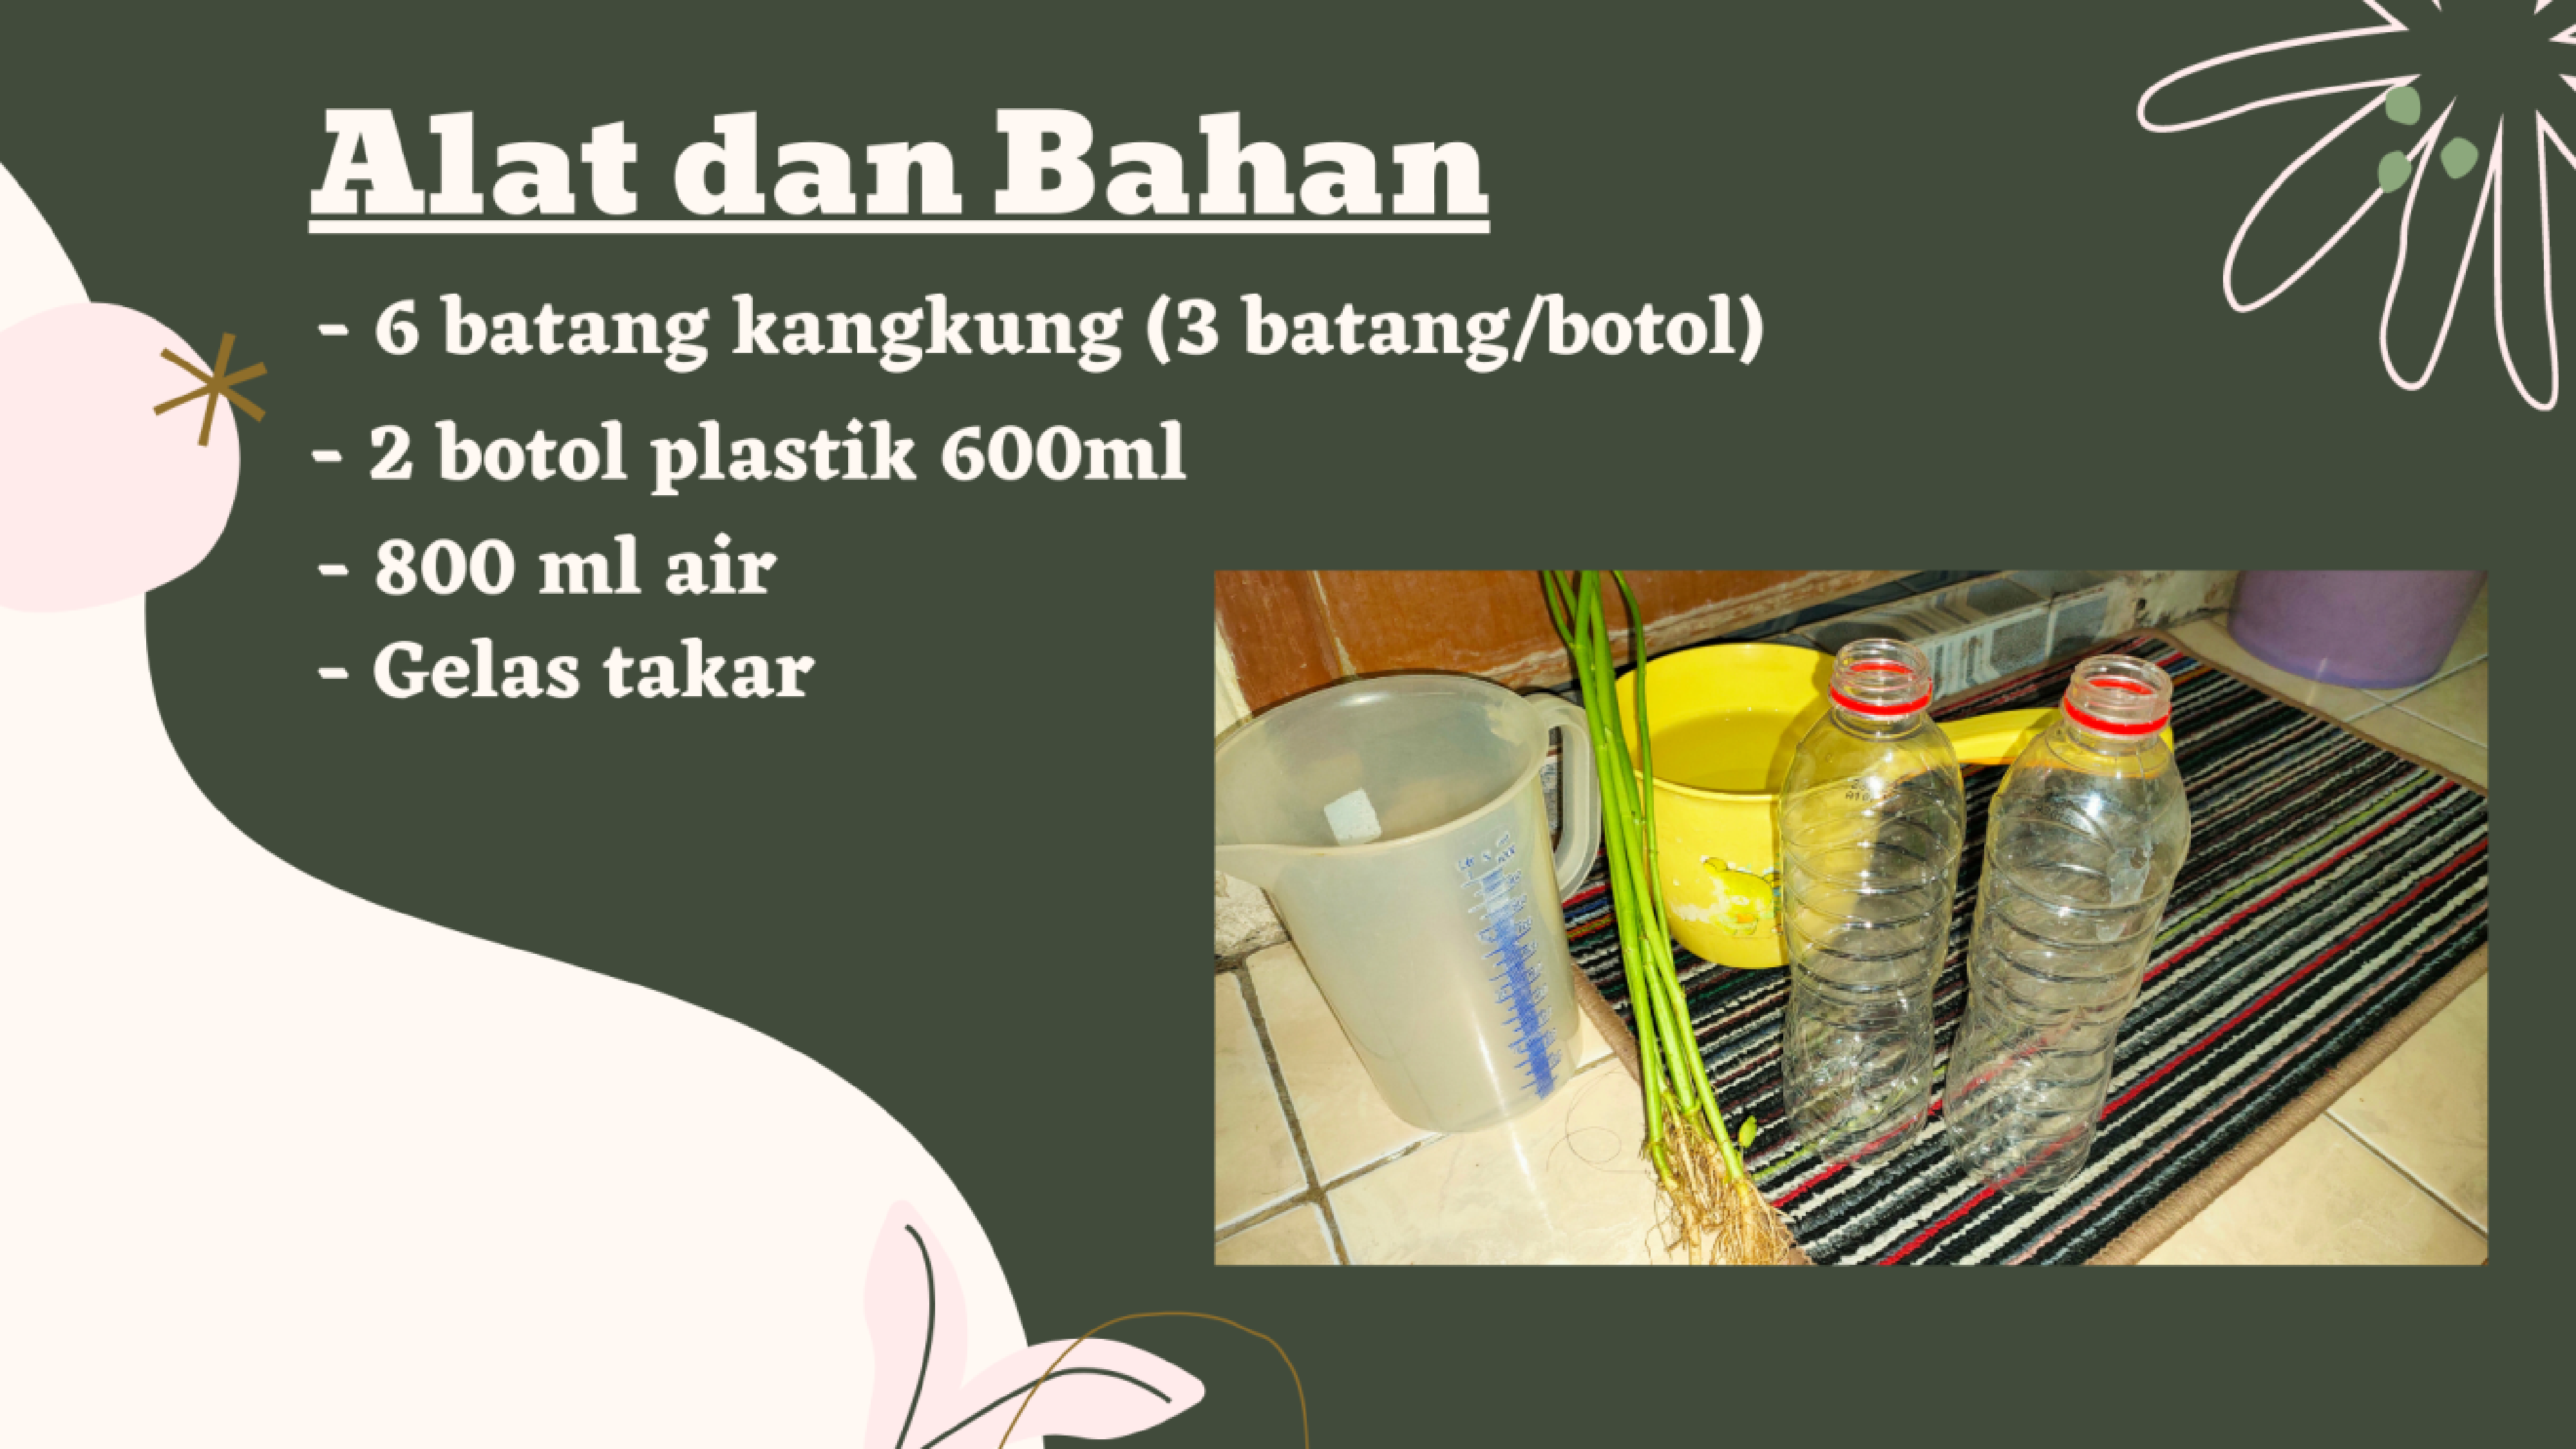 Alat dan Bahan
- 6 batang kangkung (3 batang/botol)
- 2 botol plastik 600ml
- 800 ml air
- Gelas takar